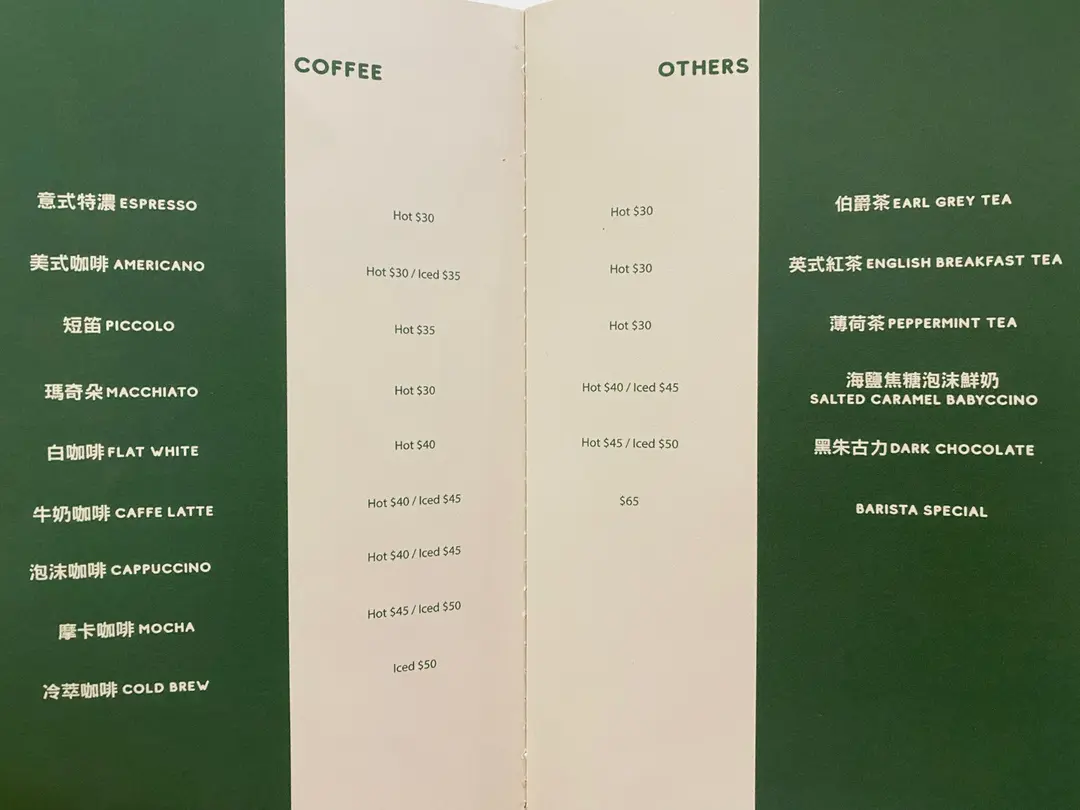 COFFEE
意式特濃 ESPRESSO
Hot $30
美式咖啡 AMERICANO
Hot $30 / Iced $35
短笛 PICCOLO
Hot $35
瑪奇朵 MACCHIATO
Hot $30
白咖啡 FLAT WHITE
Hot $40
牛奶咖啡 CAFFE LATTE
Hot $40 / Iced $45
泡沫咖啡 CAPPUCCINO
Hot $40 / Iced $45
摩卡咖啡 MOCHA
Hot $45 / Iced $50
冷萃咖啡 COLD BREW
Iced $50
OTHERS
Hot $30
伯爵茶 EARL GREY TEA
Hot $30
英式紅茶 ENGLISH BREAKFAST TEA
Hot $30
薄荷茶 PEPPERMINT TEA
Hot $40 / Iced $45
海鹽焦糖泡沫鮮奶
SALTED CARAMEL BABYCCINO
Hot $45 / Iced $50
黑朱古力 DARK CHOCOLATE
$65
BARISTA SPECIAL